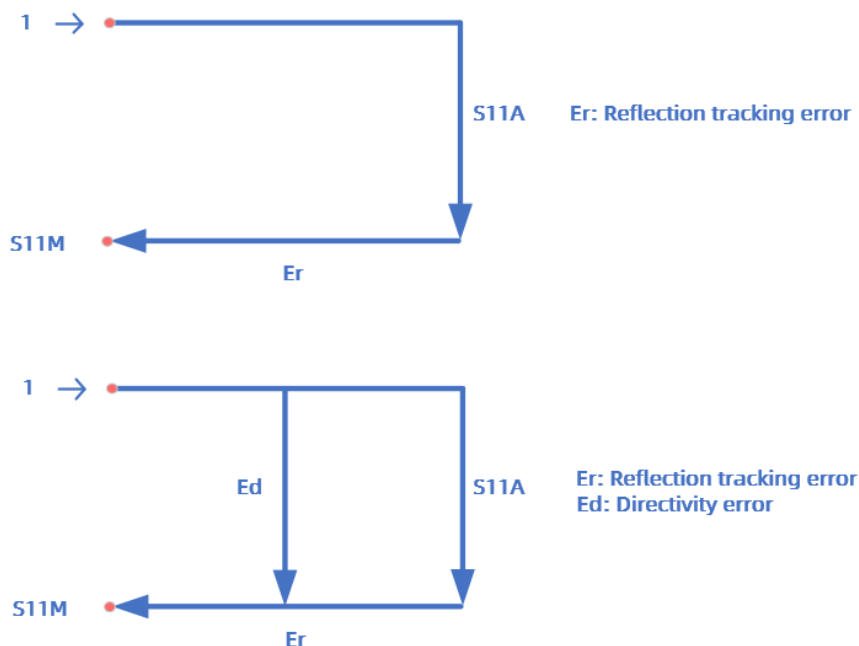 1
S11A
Er: Reflection tracking error
S11M
Er
1
Ed
S11A
Er: Reflection tracking error
Ed: Directivity error
S11M
Er